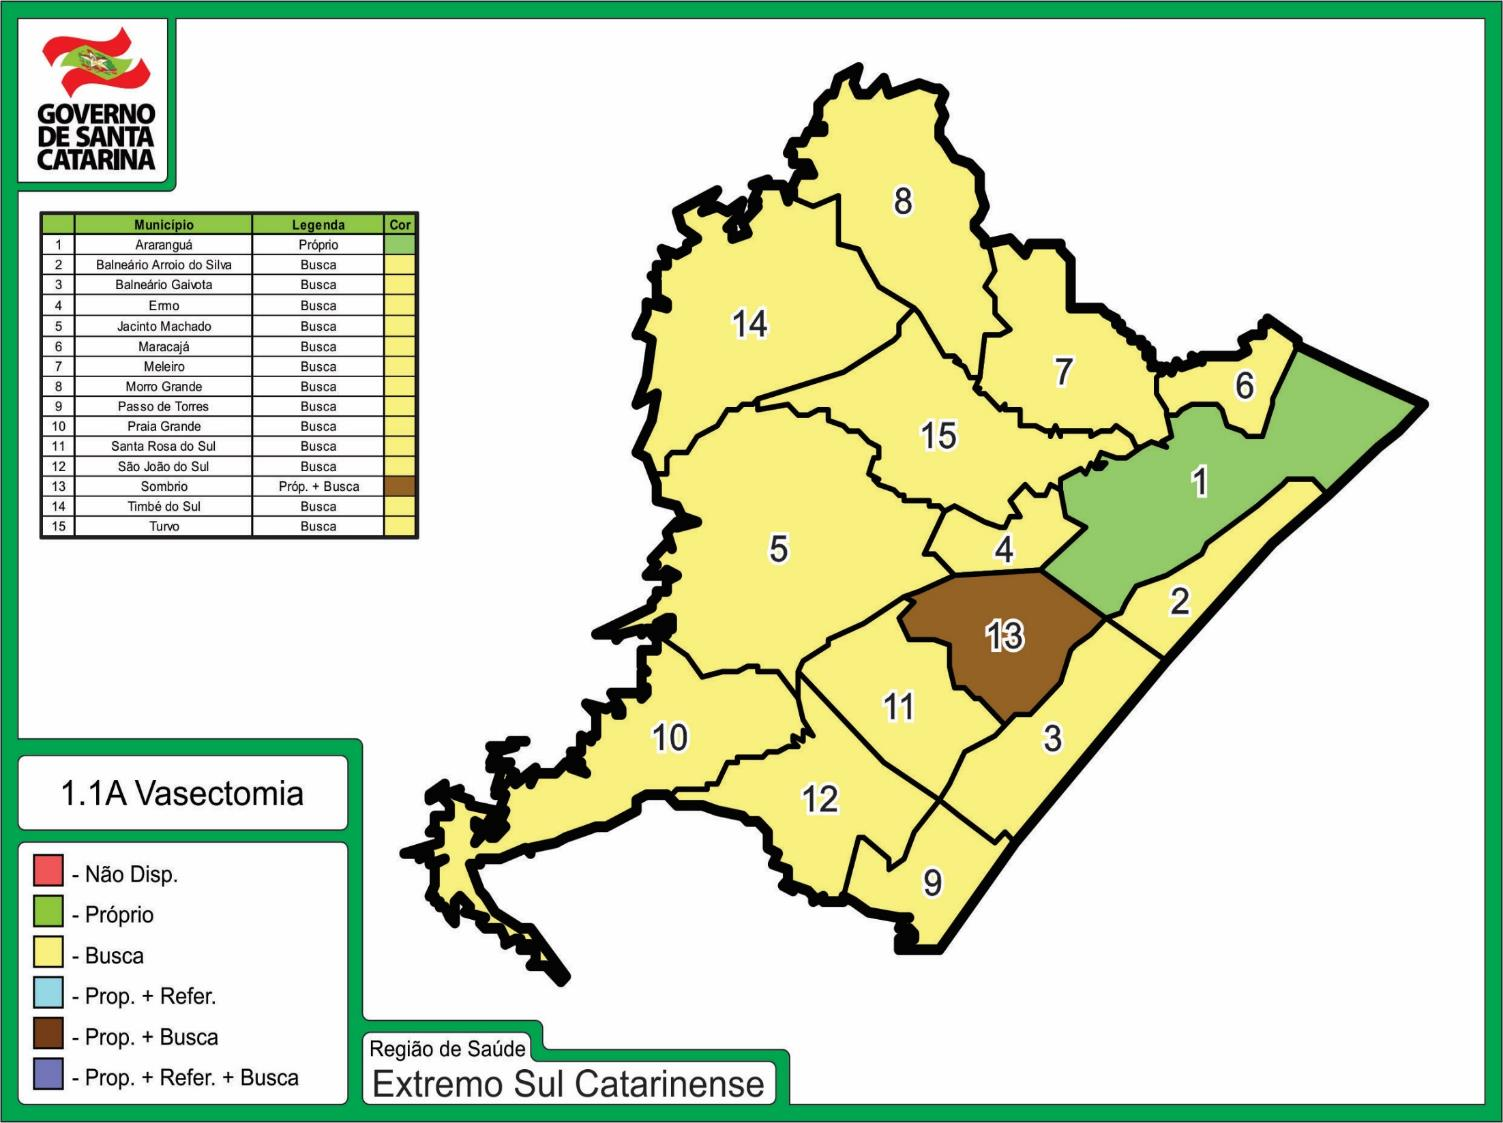 GOVERNO
DE SANTA
CATARINA
Município Legenda Cor
1 Araranguá Próprio
2 Balneário Arroio do Silva Busca
3 Balneário Gaivota Busca
4 Ermo Busca
5 Jacinto Machado Busca
6 Maracajá Busca
7 Meleiro Busca
8 Morro Grande Busca
9 Passo de Torres Busca
10 Praia Grande Busca
11 Santa Rosa do Sul Busca
12 São João do Sul Busca
13 Sombrio Próp. + Busca
14 Timbé do Sul Busca
15 Turvo Busca
8
14
7
6
15
1
5
4
2
13
11
10
3
12
9
1.1A Vasectomia
- Não Disp.
- Próprio
- Busca
- Prop. + Refer.
- Prop. + Busca
- Prop. + Refer. + Busca
Região de Saúde
Extremo Sul Catarinense